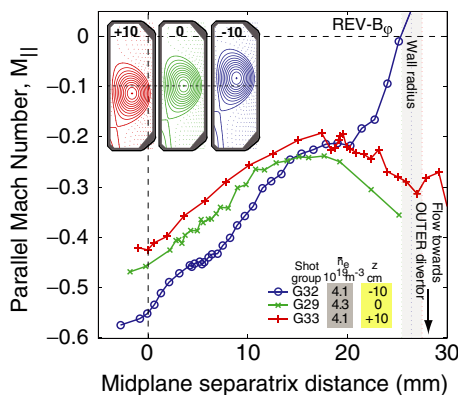 REV-Bφ
+10 0 -10
0
−0.1
−0.2
−0.3
−0.4
−0.5
−0.6
Parallel Mach Number, M||
Wall radius
Flow towards
OUTER divertor
Shot group n̄e 10^19 m^-3 z cm
G32 4.1 -10
G29 4.3 0
G33 4.1 +10
0 10 20 30
Midplane separatrix distance (mm)